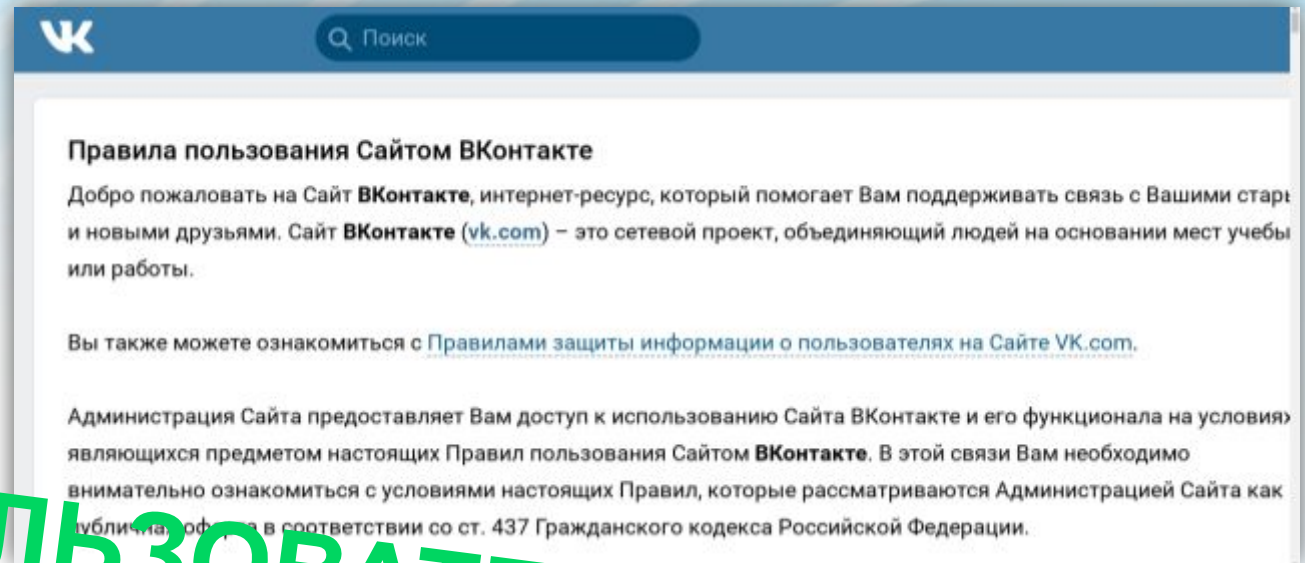 VK
Поиск
Правила пользования Сайтом ВКонтакте
Добро пожаловать на Сайт ВКонтакте, интернет-ресурс, который помогает Вам поддерживать связь с Вашими
и новыми друзьями. Сайт ВКонтакте (vk.com) – это сетевой проект, объединяющий людей на основании мест учебы
или работы.
Вы также можете ознакомиться с Правилами защиты информации о пользователях на Сайте VK.com.
Администрация Сайта предоставляет Вам доступ к использованию Сайта ВКонтакте и его функционала на условиях
являющихся предметом настоящих Правил пользования Сайтом ВКонтакте. В этой связи Вам необходимо
внимательно ознакомиться с условиями настоящих Правил, которые рассматриваются Администрацией Сайта как
в соответствии со ст. 437 Гражданского кодекса Российской Федерации.